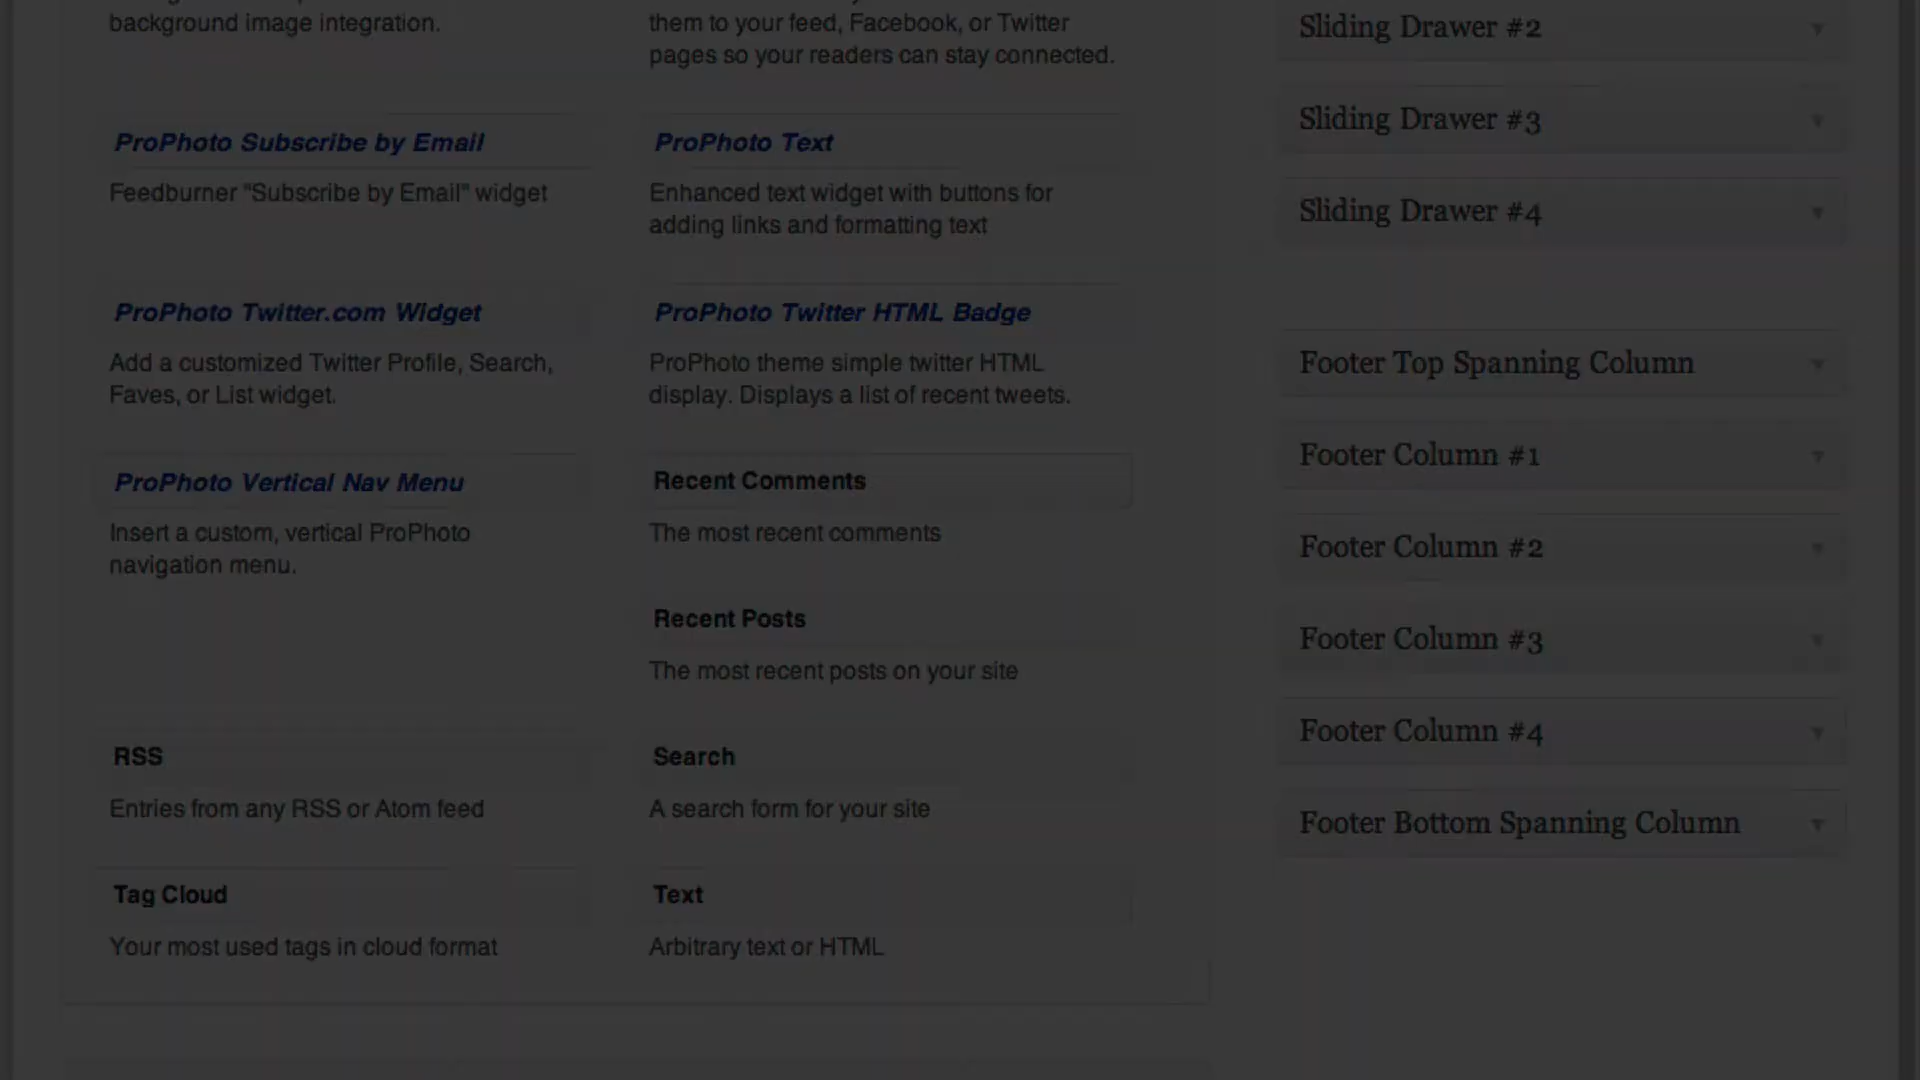 background image integration.
them to your feed, Facebook, or Twitter
pages so your readers can stay connected.
ProPhoto Subscribe by Email
Feedburner "Subscribe by Email" widget
ProPhoto Text
Enhanced text widget with buttons for
adding links and formatting text
ProPhoto Twitter.com Widget
Add a customized Twitter Profile, Search,
Faves, or List widget.
ProPhoto Twitter HTML Badge
ProPhoto theme simple twitter HTML
display. Displays a list of recent tweets.
ProPhoto Vertical Nav Menu
Insert a custom, vertical ProPhoto
navigation menu.
Recent Comments
The most recent comments
Recent Posts
The most recent posts on your site
RSS
Entries from any RSS or Atom feed
Search
A search form for your site
Tag Cloud
Your most used tags in cloud format
Text
Arbitrary text or HTML
Sliding Drawer #2
Sliding Drawer #3
Sliding Drawer #4
Footer Top Spanning Column
Footer Column #1
Footer Column #2
Footer Column #3
Footer Column #4
Footer Bottom Spanning Column